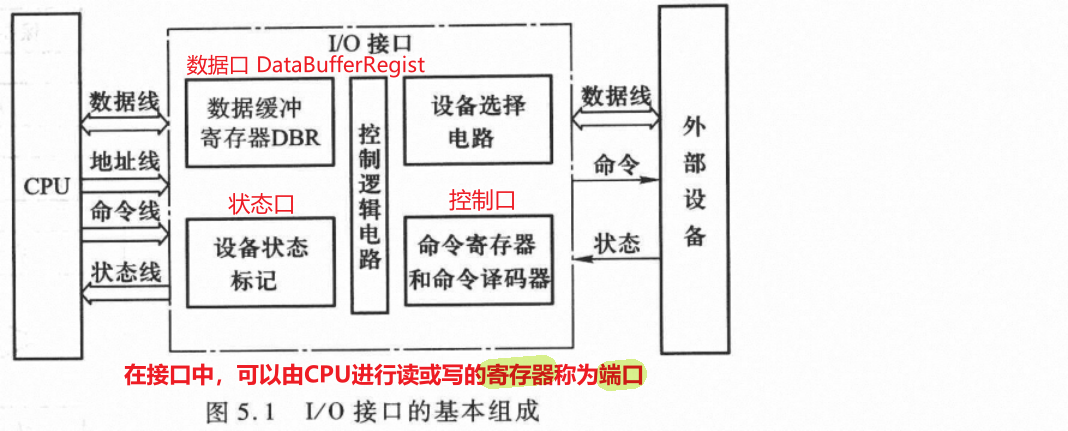 I/O 接口
数据口 DataBufferRegist
数据缓冲
寄存器DBR
控制逻辑电路
设备选择
电路
数据线
地址线
命令线
状态线
CPU
状态口
设备状态
标记
控制口
命令寄存器
和命令译码器
数据线
命令
状态
外部设备
在接口中，可以由CPU进行读或写的寄存器称为端口
图 5.1 I/O 接口的基本组成